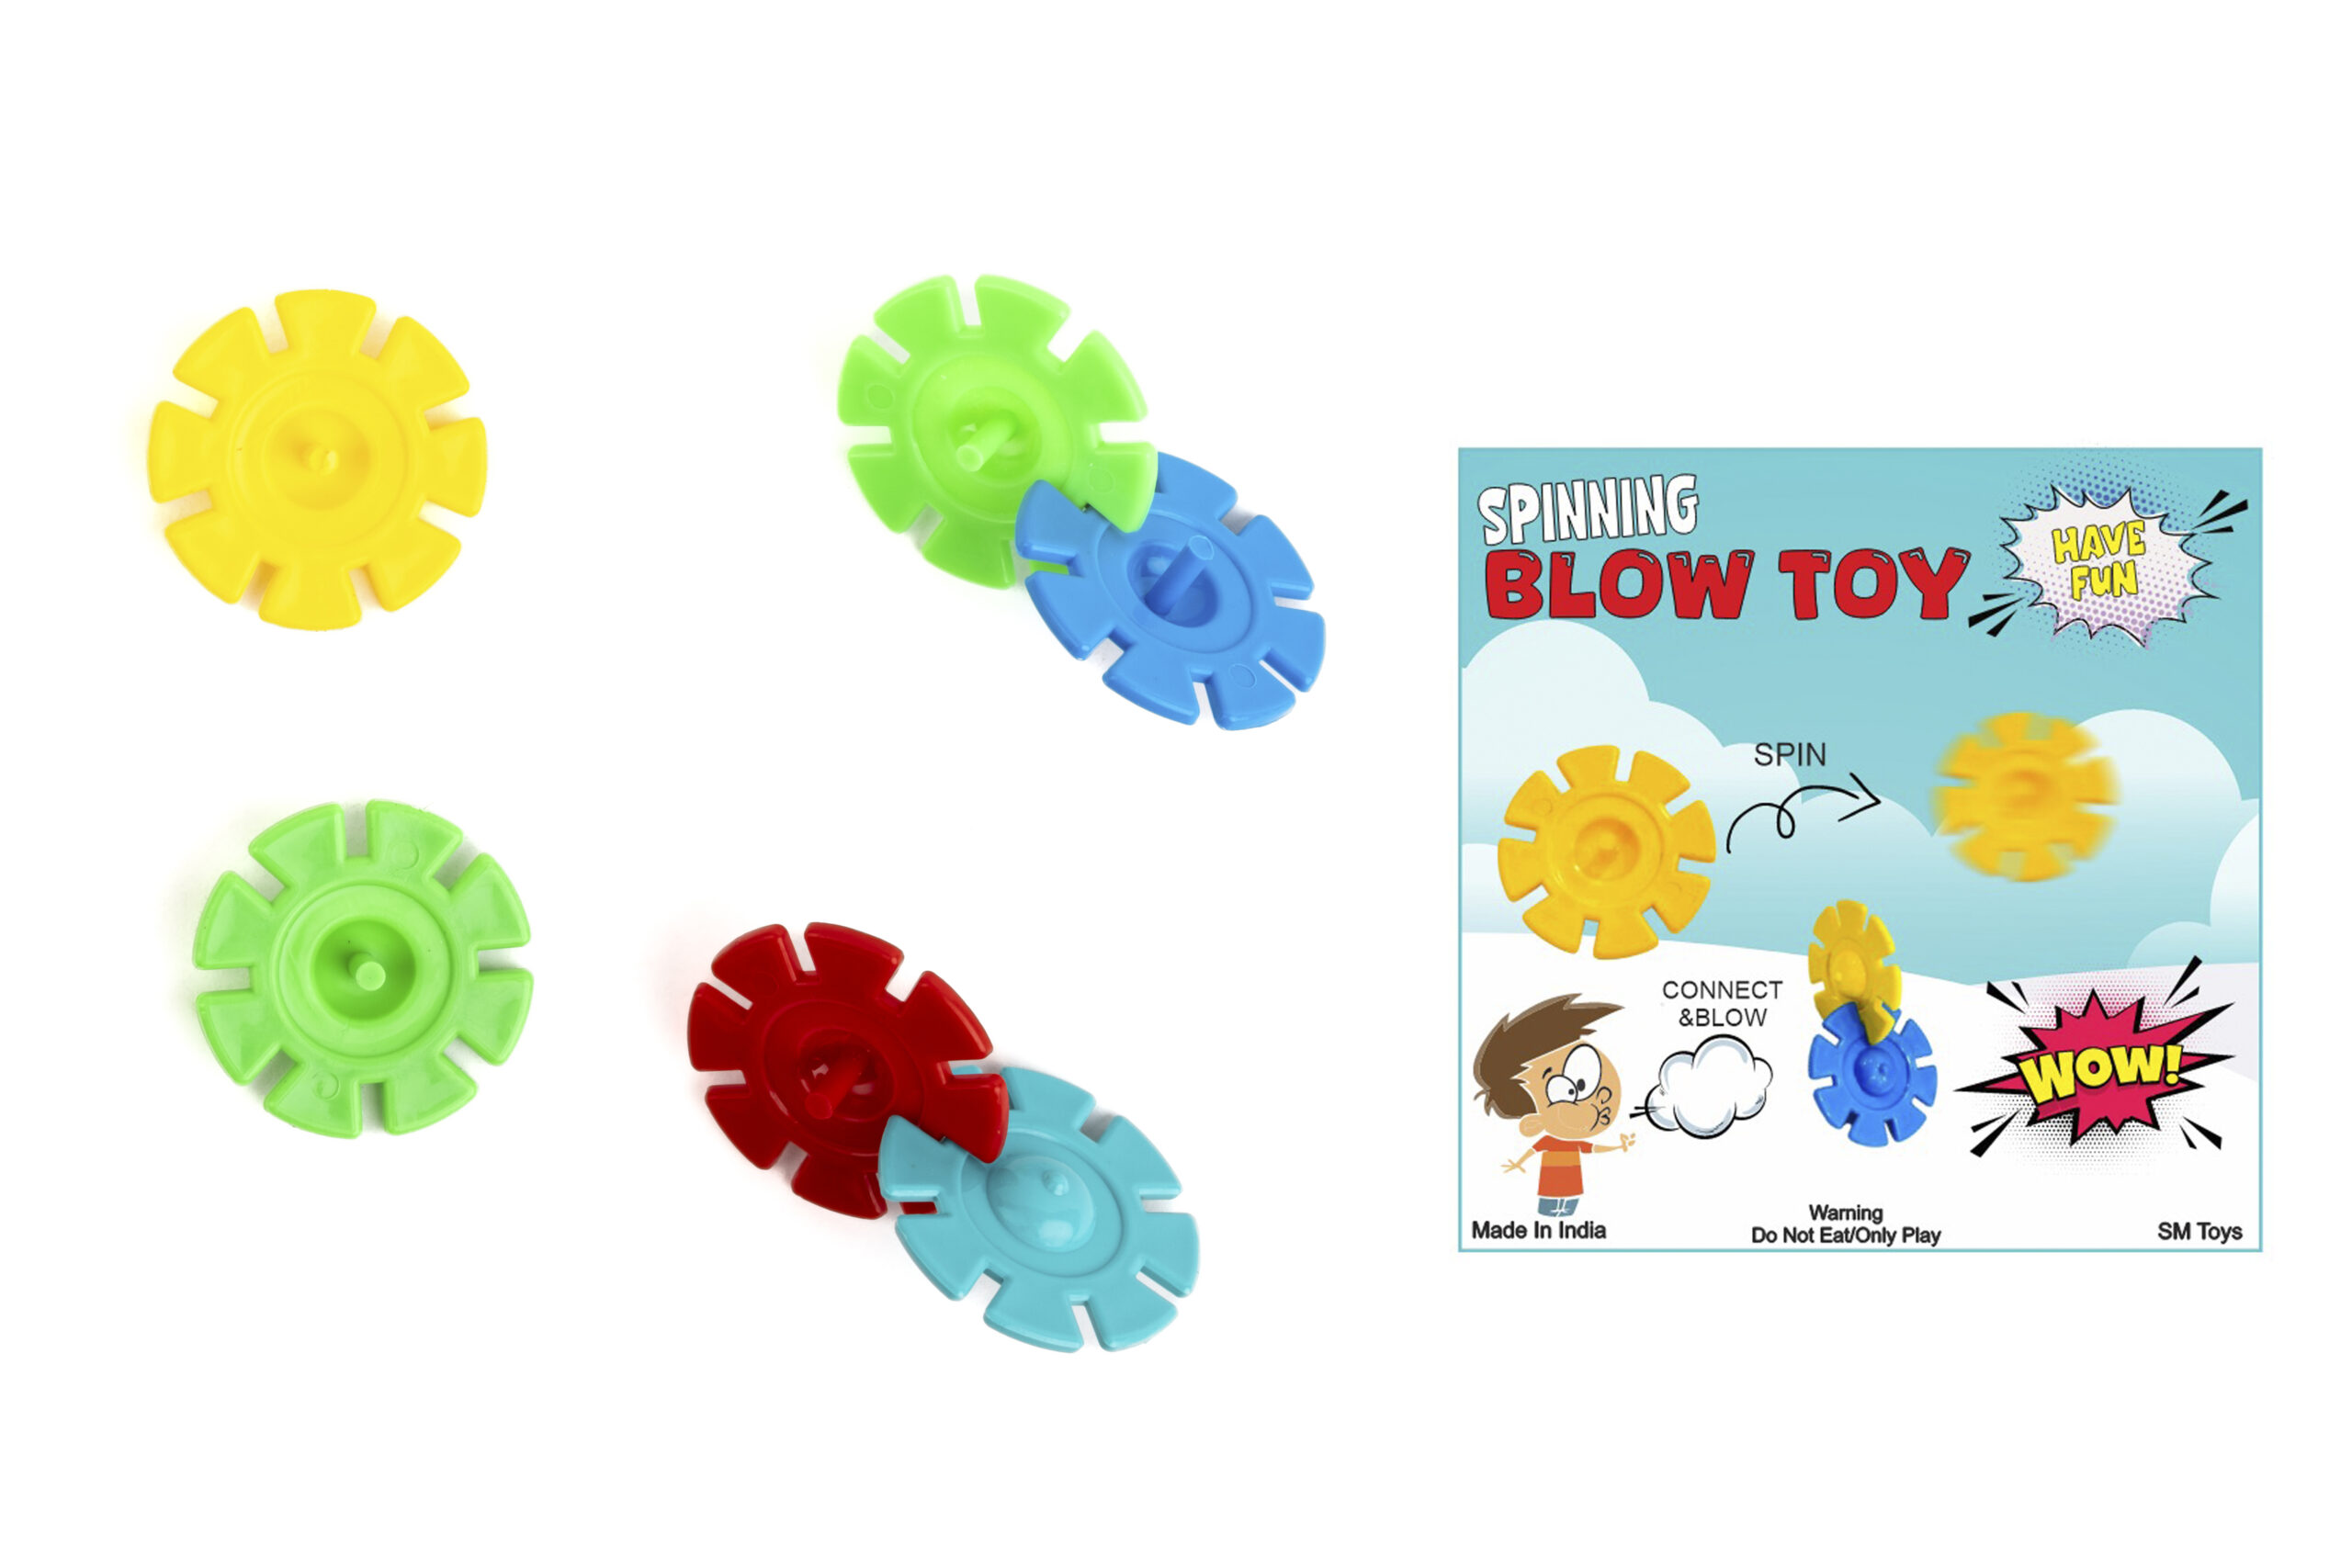 SPINNING
BLOW TOY
HAVE
FUN
SPIN
CONNECT
&BLOW
WOW!
Warning
Made In India
Do Not Eat/Only Play
SM Toys